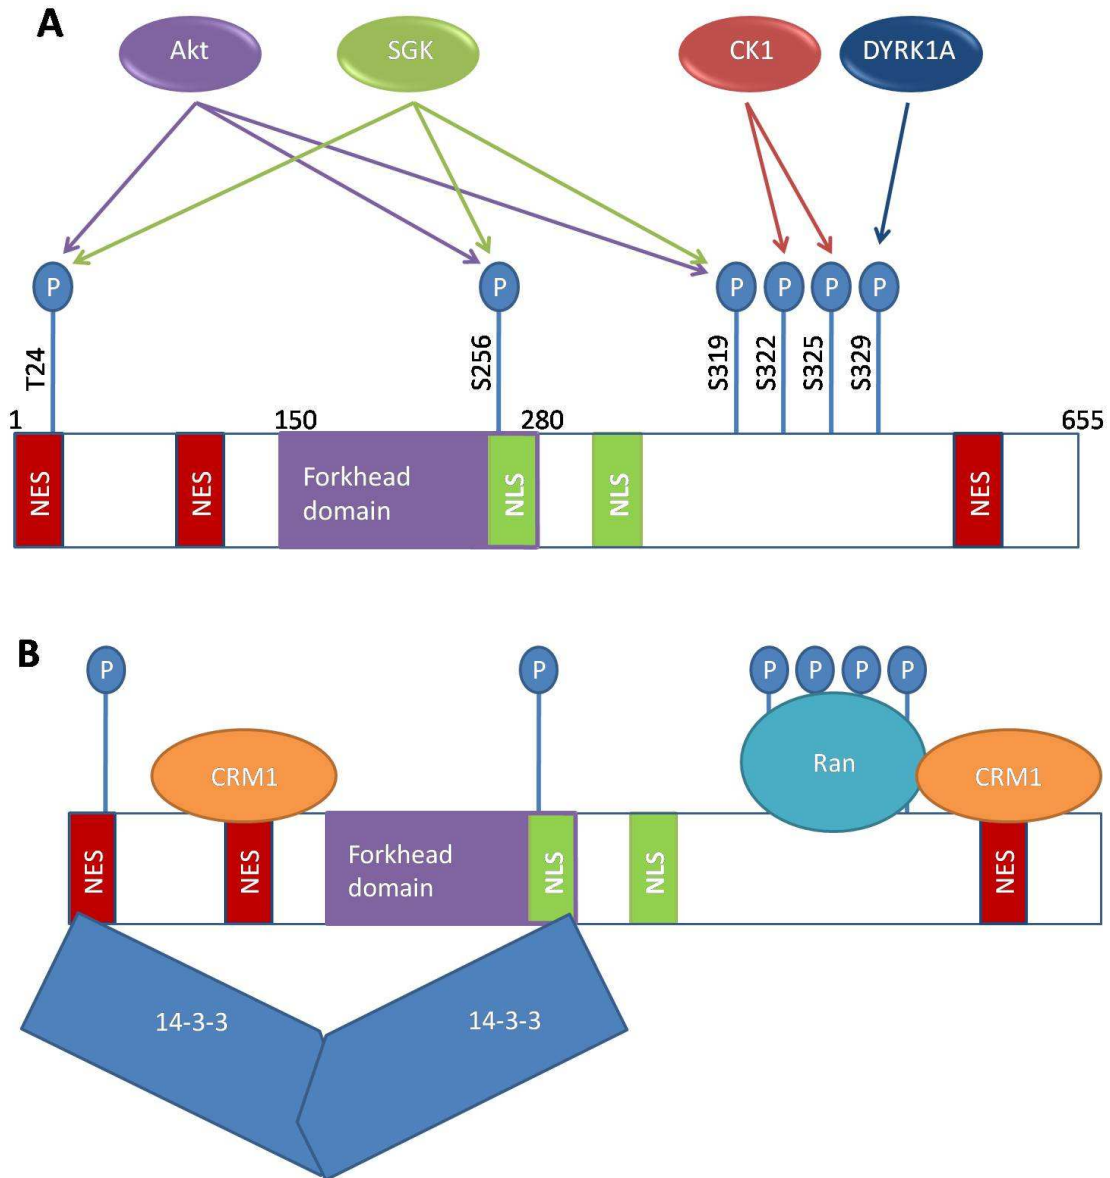 A
Akt
SGK
CK1
DYRK1A
P
P
P
P
P
P
T24
S256
S319
S322
S325
S329
1
150
280
655
NES
NES
Forkhead
domain
NLS
NLS
NES
B
P
P
P
P
P
P
CRM1
Ran
CRM1
NES
NES
Forkhead
domain
NLS
NLS
NES
14-3-3
14-3-3